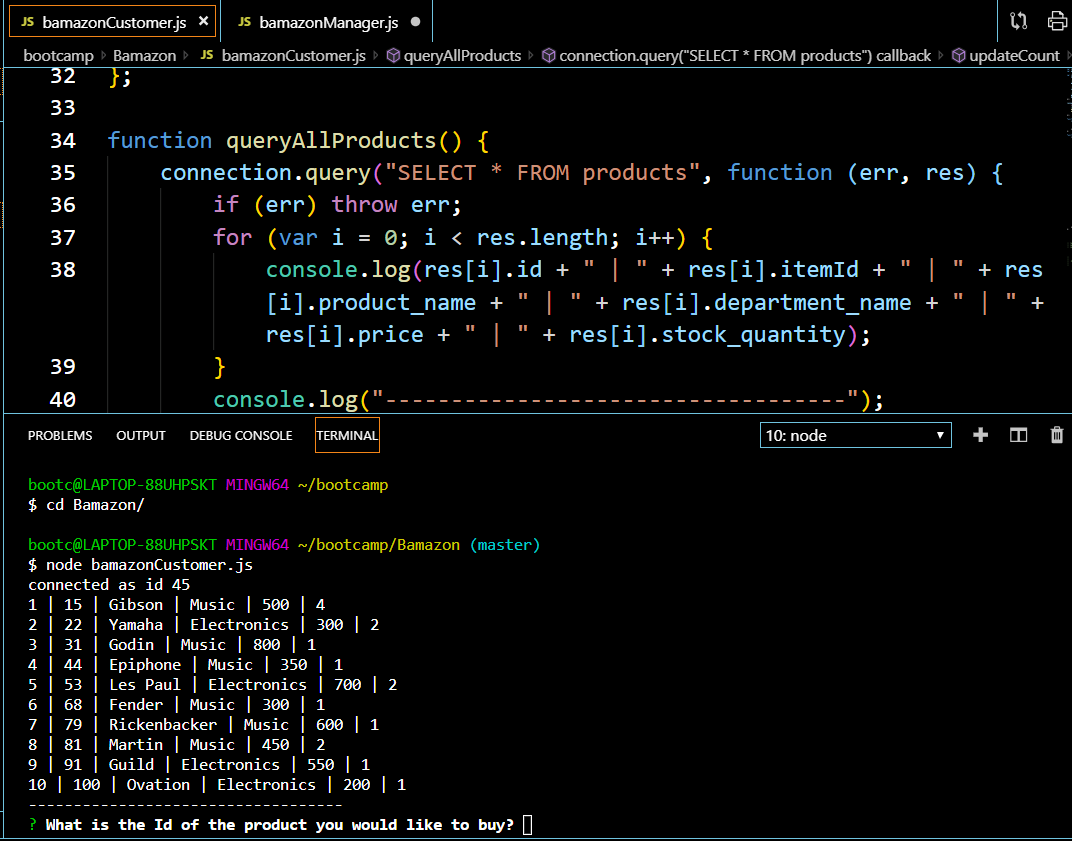 JS bamazonCustomer.js × JS bamazonManager.js ●
bootcamp > Bamazon > JS bamazonCustomer.js > queryAllProducts > connection.query("SELECT * FROM products") callback > updateCount
32 };
33
34 function queryAllProducts() {
35 connection.query("SELECT * FROM products", function (err, res) {
36 if (err) throw err;
37 for (var i = 0; i < res.length; i++) {
38 console.log(res[i].id + " | " + res[i].itemId + " | " + res
[i].product_name + " | " + res[i].department_name + " | " +
res[i].price + " | " + res[i].stock_quantity);
39 }
40 console.log("-----------------------------------");
PROBLEMS OUTPUT DEBUG CONSOLE TERMINAL 10: node
bootc@LAPTOP-88UHPSKT MINGW64 ~/bootcamp
$ cd Bamazon/
bootc@LAPTOP-88UHPSKT MINGW64 ~/bootcamp/Bamazon (master)
$ node bamazonCustomer.js
connected as id 45
1 | 15 | Gibson | Music | 500 | 4
2 | 22 | Yamaha | Electronics | 300 | 2
3 | 31 | Godin | Music | 800 | 1
4 | 44 | Epiphone | Music | 350 | 1
5 | 53 | Les Paul | Electronics | 700 | 2
6 | 68 | Fender | Music | 300 | 1
7 | 79 | Rickenbacker | Music | 600 | 1
8 | 81 | Martin | Music | 450 | 2
9 | 91 | Guild | Electronics | 550 | 1
10 | 100 | Ovation | Electronics | 200 | 1
-----------------------------------
? What is the Id of the product you would like to buy?